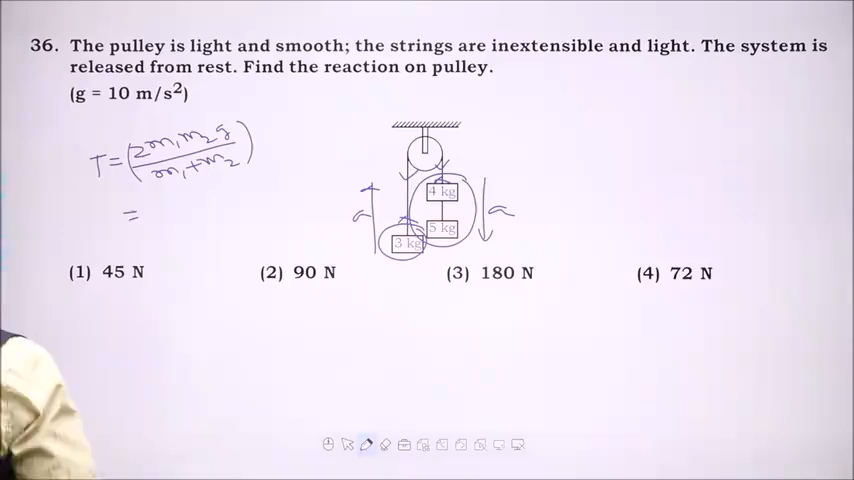 36. The pulley is light and smooth; the strings are inextensible and light. The system is
released from rest. Find the reaction on pulley.
(g = 10 m/s²)
T = (2m₁m₂g / m₁+m₂)
=
a
4 kg
a
5 kg
3 kg
(1) 45 N (2) 90 N (3) 180 N (4) 72 N